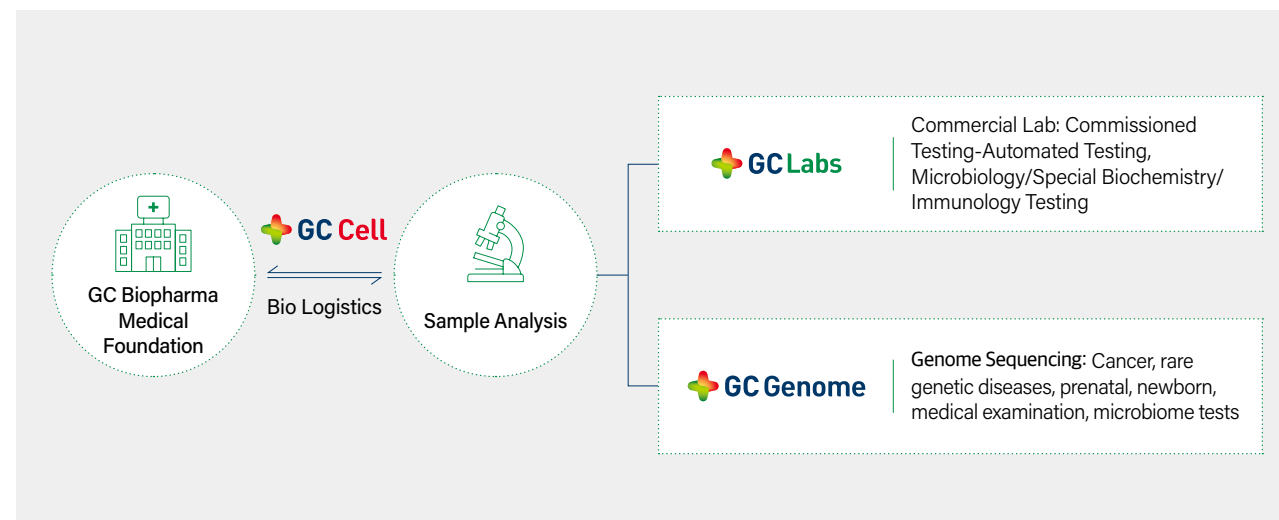 GC Biopharma
Medical
Foundation
GC Cell
Bio Logistics
Sample Analysis
GC Labs
Commercial Lab: Commissioned
Testing-Automated Testing,
Microbiology/Special Biochemistry/
Immunology Testing
GC Genome
Genome Sequencing: Cancer, rare
genetic diseases, prenatal, newborn,
medical examination, microbiome tests